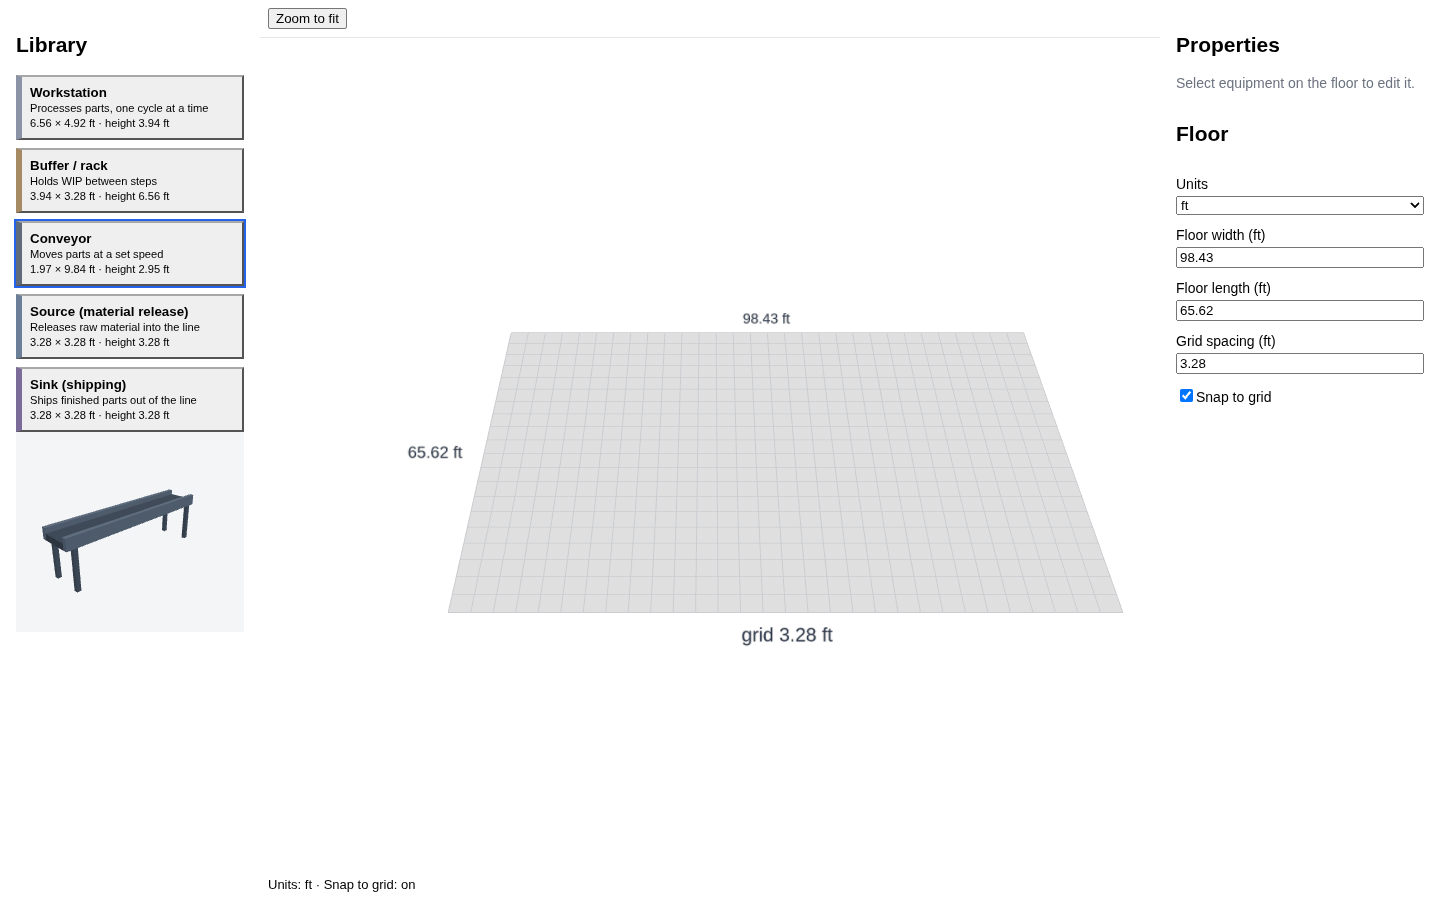 Zoom to fit
Library
Workstation
Processes parts, one cycle at a time
6.56 × 4.92 ft · height 3.94 ft
Buffer / rack
Holds WIP between steps
3.94 × 3.28 ft · height 6.56 ft
Conveyor
Moves parts at a set speed
1.97 × 9.84 ft · height 2.95 ft
Source (material release)
Releases raw material into the line
3.28 × 3.28 ft · height 3.28 ft
Sink (shipping)
Ships finished parts out of the line
3.28 × 3.28 ft · height 3.28 ft
98.43 ft
65.62 ft
grid 3.28 ft
Units: ft · Snap to grid: on
Properties
Select equipment on the floor to edit it.
Floor
Units
ft
Floor width (ft)
98.43
Floor length (ft)
65.62
Grid spacing (ft)
3.28
Snap to grid